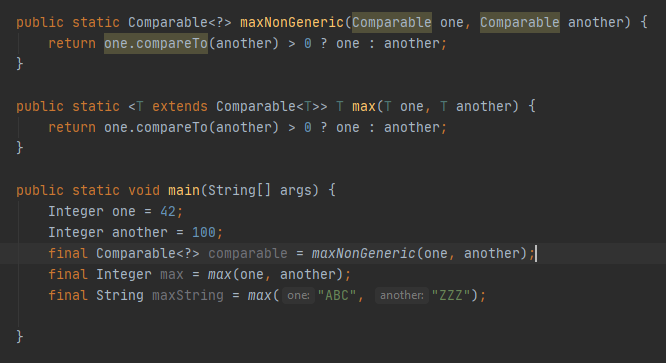 public static Comparable<?> maxNonGeneric(Comparable one, Comparable another) {
    return one.compareTo(another) > 0 ? one : another;
}
public static <T extends Comparable<T>> T max(T one, T another) {
    return one.compareTo(another) > 0 ? one : another;
}
public static void main(String[] args) {
    Integer one = 42;
    Integer another = 100;
    final Comparable<?> comparable = maxNonGeneric(one, another);
    final Integer max = max(one, another);
    final String maxString = max( one: "ABC", another: "ZZZ");
}